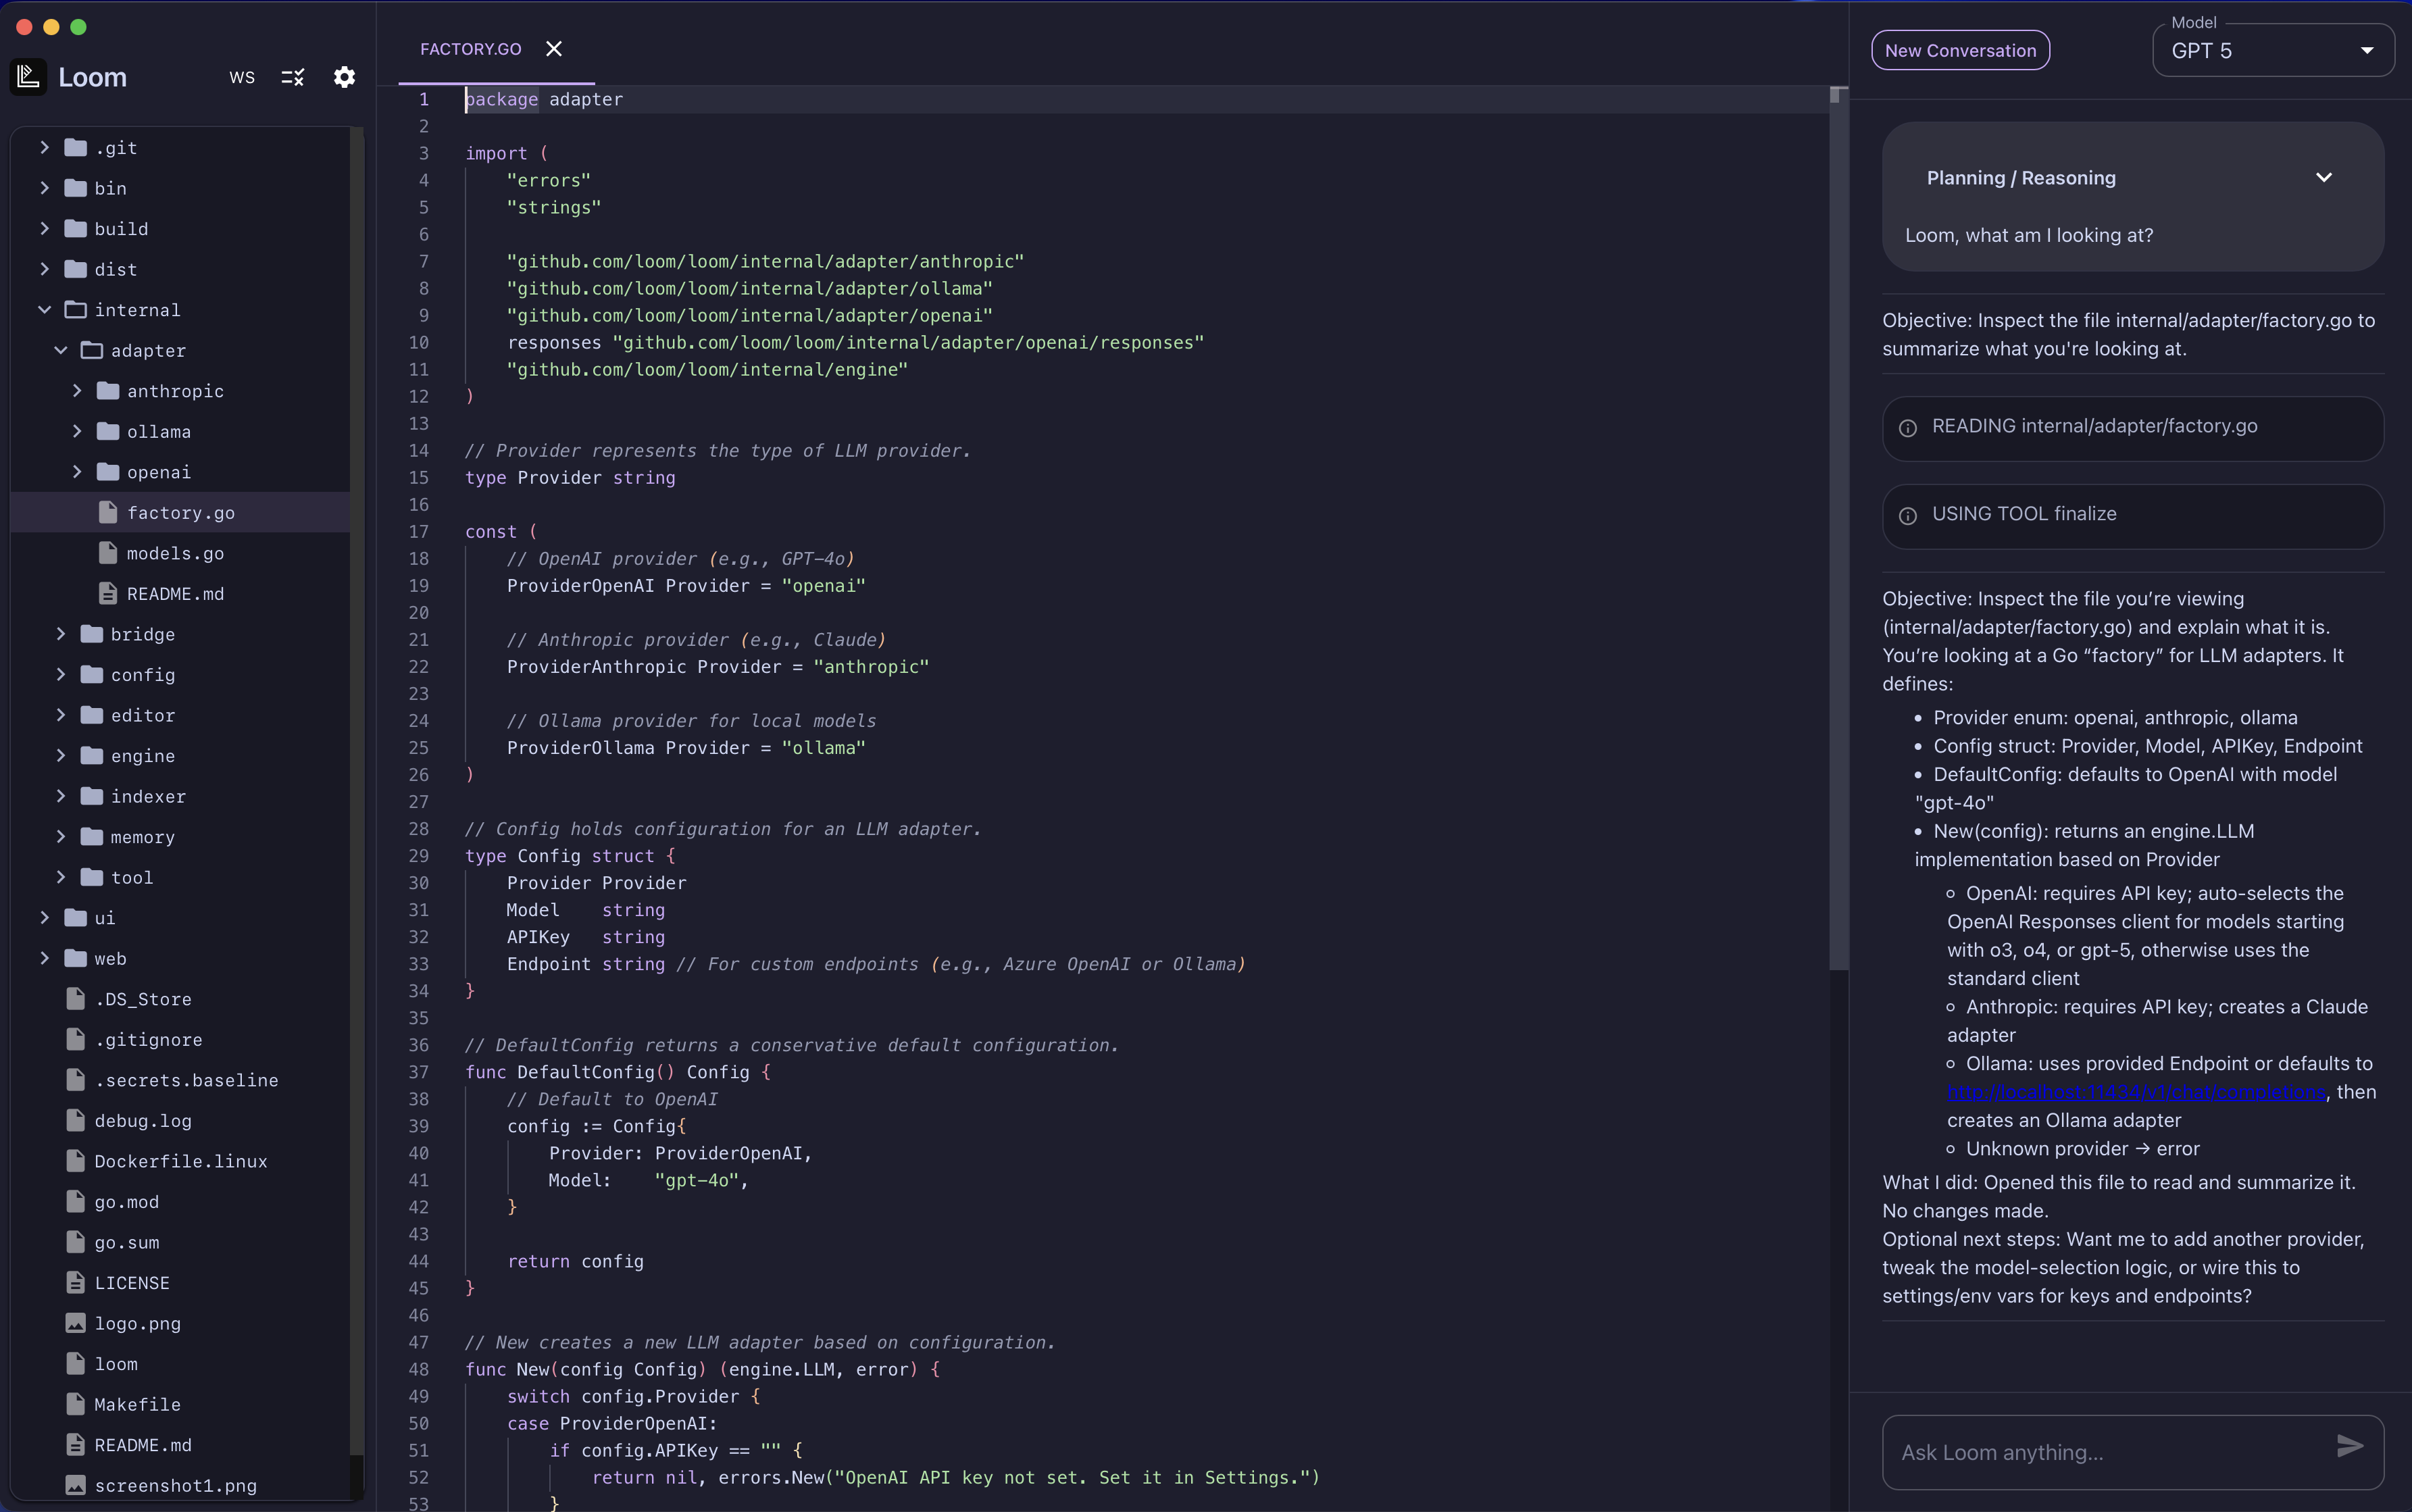 Loom
WS
.git
bin
build
dist
internal
adapter
anthropic
ollama
openai
factory.go
models.go
README.md
bridge
config
editor
engine
indexer
memory
tool
ui
web
.DS_Store
.gitignore
.secrets.baseline
debug.log
Dockerfile.linux
go.mod
go.sum
LICENSE
logo.png
loom
Makefile
README.md
screenshot1.png
FACTORY.GO
1 package adapter
2
3 import (
4 "errors"
5 "strings"
6
7 "github.com/loom/loom/internal/adapter/anthropic"
8 "github.com/loom/loom/internal/adapter/ollama"
9 "github.com/loom/loom/internal/adapter/openai"
10 responses "github.com/loom/loom/internal/adapter/openai/responses"
11 "github.com/loom/loom/internal/engine"
12 )
13
14 // Provider represents the type of LLM provider.
15 type Provider string
16
17 const (
18 // OpenAI provider (e.g., GPT-4o)
19 ProviderOpenAI Provider = "openai"
20
21 // Anthropic provider (e.g., Claude)
22 ProviderAnthropic Provider = "anthropic"
23
24 // Ollama provider for local models
25 ProviderOllama Provider = "ollama"
26 )
27
28 // Config holds configuration for an LLM adapter.
29 type Config struct {
30 Provider Provider
31 Model string
32 APIKey string
33 Endpoint string // For custom endpoints (e.g., Azure OpenAI or Ollama)
34 }
35
36 // DefaultConfig returns a conservative default configuration.
37 func DefaultConfig() Config {
38 // Default to OpenAI
39 config := Config{
40 Provider: ProviderOpenAI,
41 Model: "gpt-4o",
42 }
43
44 return config
45 }
46
47 // New creates a new LLM adapter based on configuration.
48 func New(config Config) (engine.LLM, error) {
49 switch config.Provider {
50 case ProviderOpenAI:
51 if config.APIKey == "" {
52 return nil, errors.New("OpenAI API key not set. Set it in Settings.")
53 }
New Conversation
Model
GPT 5
Planning / Reasoning
Loom, what am I looking at?
Objective: Inspect the file internal/adapter/factory.go to
summarize what you're looking at.
READING internal/adapter/factory.go
USING TOOL finalize
Objective: Inspect the file you’re viewing
(internal/adapter/factory.go) and explain what it is.
You’re looking at a Go “factory” for LLM adapters. It
defines:
• Provider enum: openai, anthropic, ollama
• Config struct: Provider, Model, APIKey, Endpoint
• DefaultConfig: defaults to OpenAI with model
"gpt-4o"
• New(config): returns an engine.LLM
implementation based on Provider
◦ OpenAI: requires API key; auto-selects the
OpenAI Responses client for models starting
with o3, o4, or gpt-5, otherwise uses the
standard client
◦ Anthropic: requires API key; creates a Claude
adapter
◦ Ollama: uses provided Endpoint or defaults to
http://localhost:11434/v1/chat/completions, then
creates an Ollama adapter
◦ Unknown provider → error
What I did: Opened this file to read and summarize it.
No changes made.
Optional next steps: Want me to add another provider,
tweak the model-selection logic, or wire this to
settings/env vars for keys and endpoints?
Ask Loom anything...